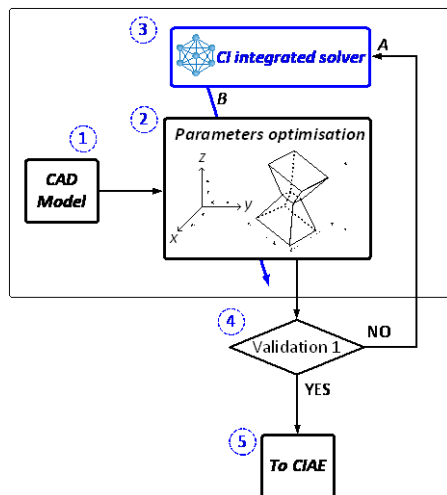 3
A
CI integrated solver
B
2
1
Parameters optimisation
CAD
Model
Z
Y
X
4
NO
Validation 1
YES
5
To CIAE